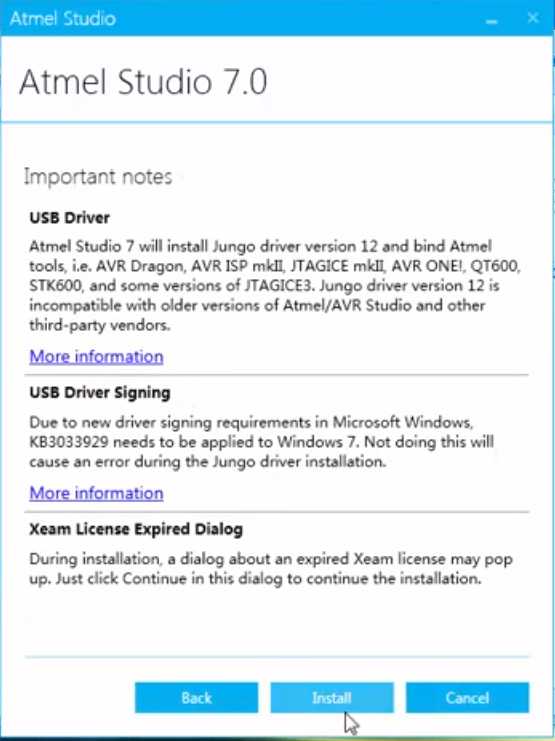 Atmel Studio
Atmel Studio 7.0
Important notes
USB Driver
Atmel Studio 7 will install Jungo driver version 12 and bind Atmel
tools, i.e. AVR Dragon, AVR ISP mkII, JTAGICE mkII, AVR ONE!, QT600,
STK600, and some versions of JTAGICE3. Jungo driver version 12 is
incompatible with older versions of Atmel/AVR Studio and other
third-party vendors.
More information
USB Driver Signing
Due to new driver signing requirements in Microsoft Windows,
KB3033929 needs to be applied to Windows 7. Not doing this will
cause an error during the Jungo driver installation.
More information
Xeam License Expired Dialog
During installation, a dialog about an expired Xeam license may pop
up. Just click Continue in this dialog to continue the installation.
Back
Install
Cancel